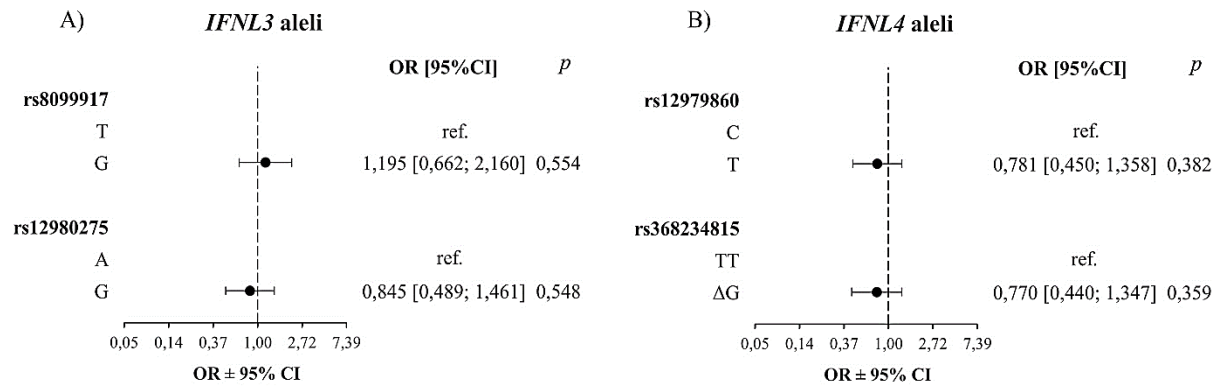 A) IFNL3 aleli
OR [95%CI] p
rs8099917
T ref.
G 1,195 [0,662; 2,160] 0,554
rs12980275
A ref.
G 0,845 [0,489; 1,461] 0,548
0,05 0,14 0,37 1,00 2,72 7,39
OR ± 95% CI
B) IFNL4 aleli
OR [95%CI] p
rs12979860
C ref.
T 0,781 [0,450; 1,358] 0,382
rs368234815
TT ref.
ΔG 0,770 [0,440; 1,347] 0,359
0,05 0,14 0,37 1,00 2,72 7,39
OR ± 95% CI